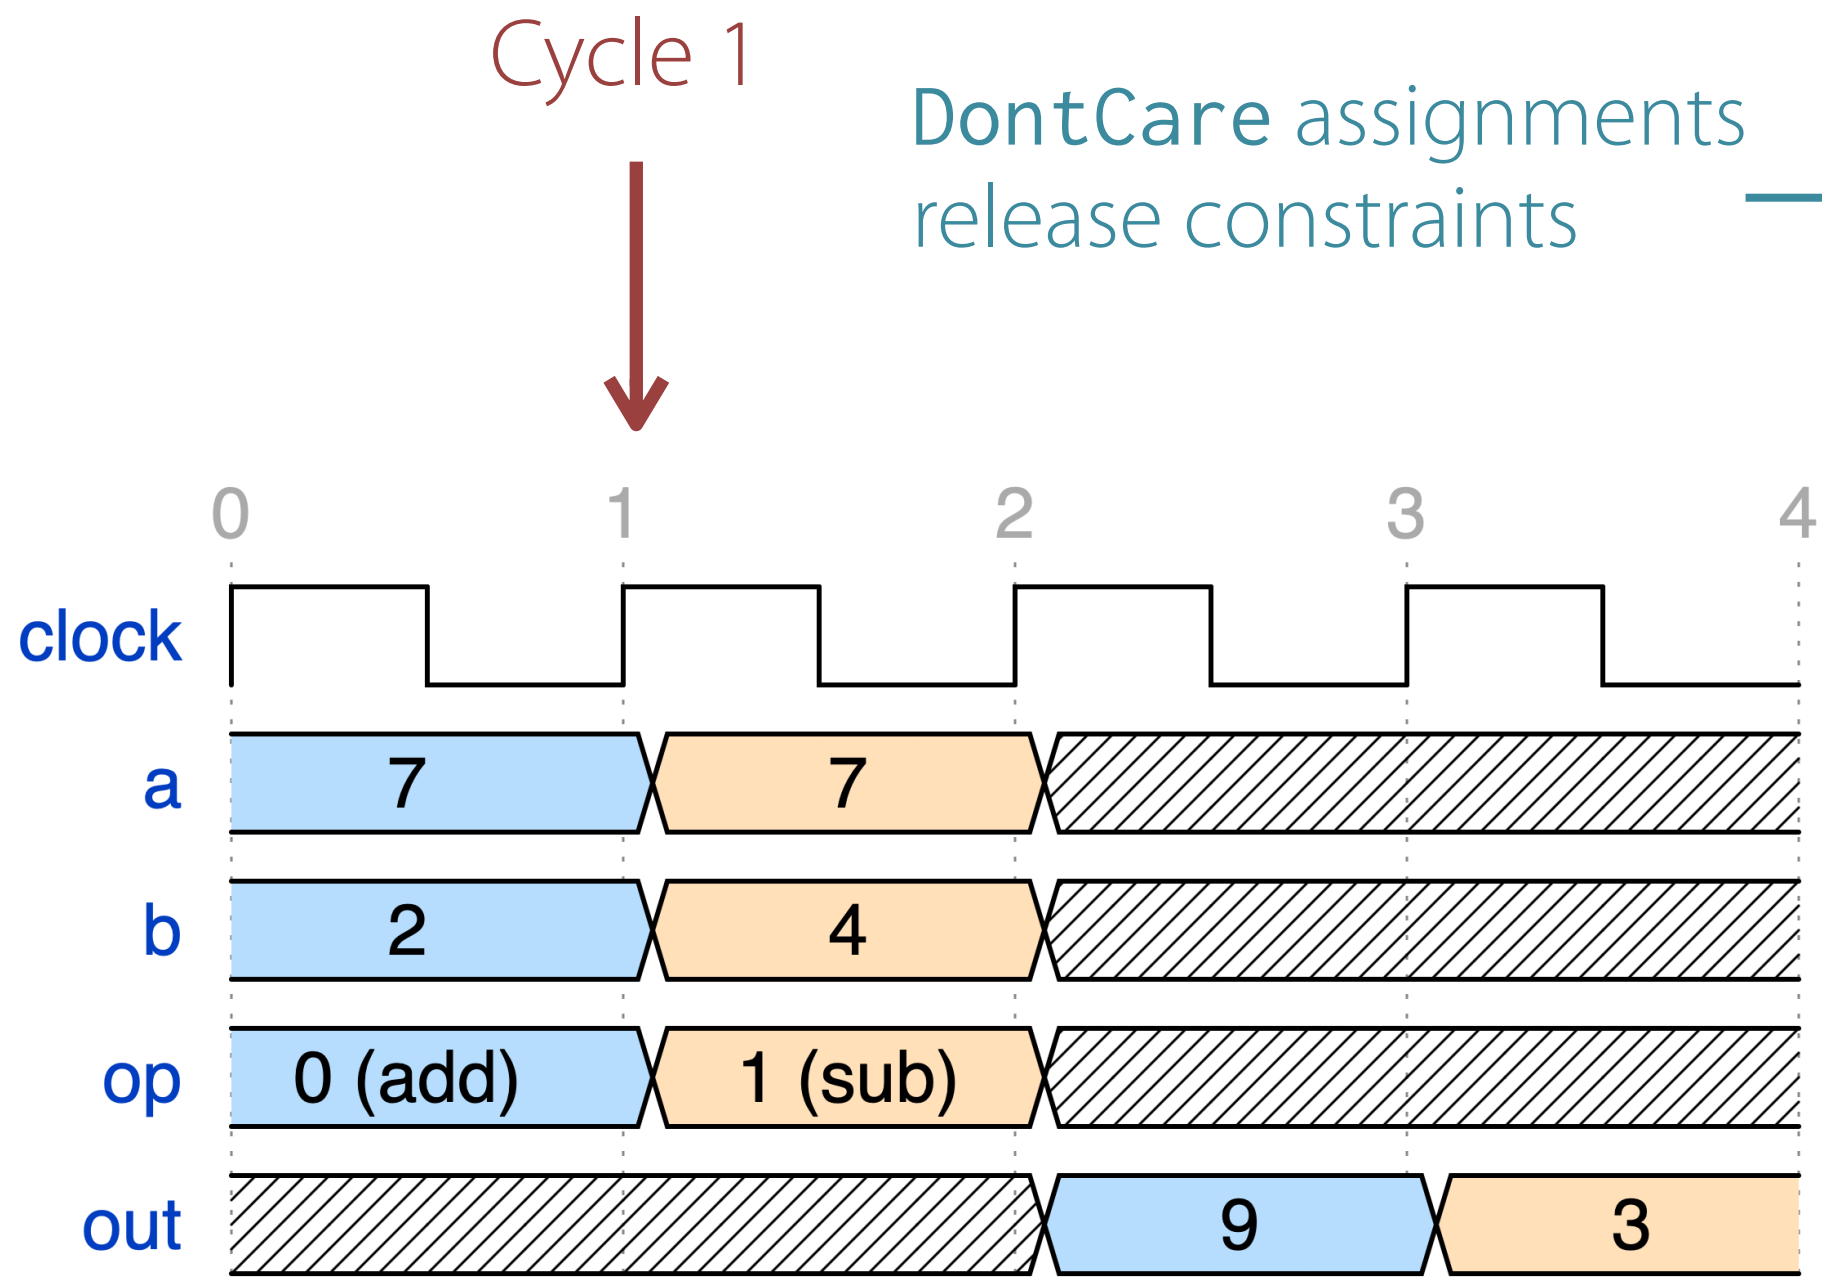 Cycle 1
DontCare assignments
release constraints
0 1 2 3 4
clock
a 7 7
b 2 4
op 0 (add) 1 (sub)
out 9 3